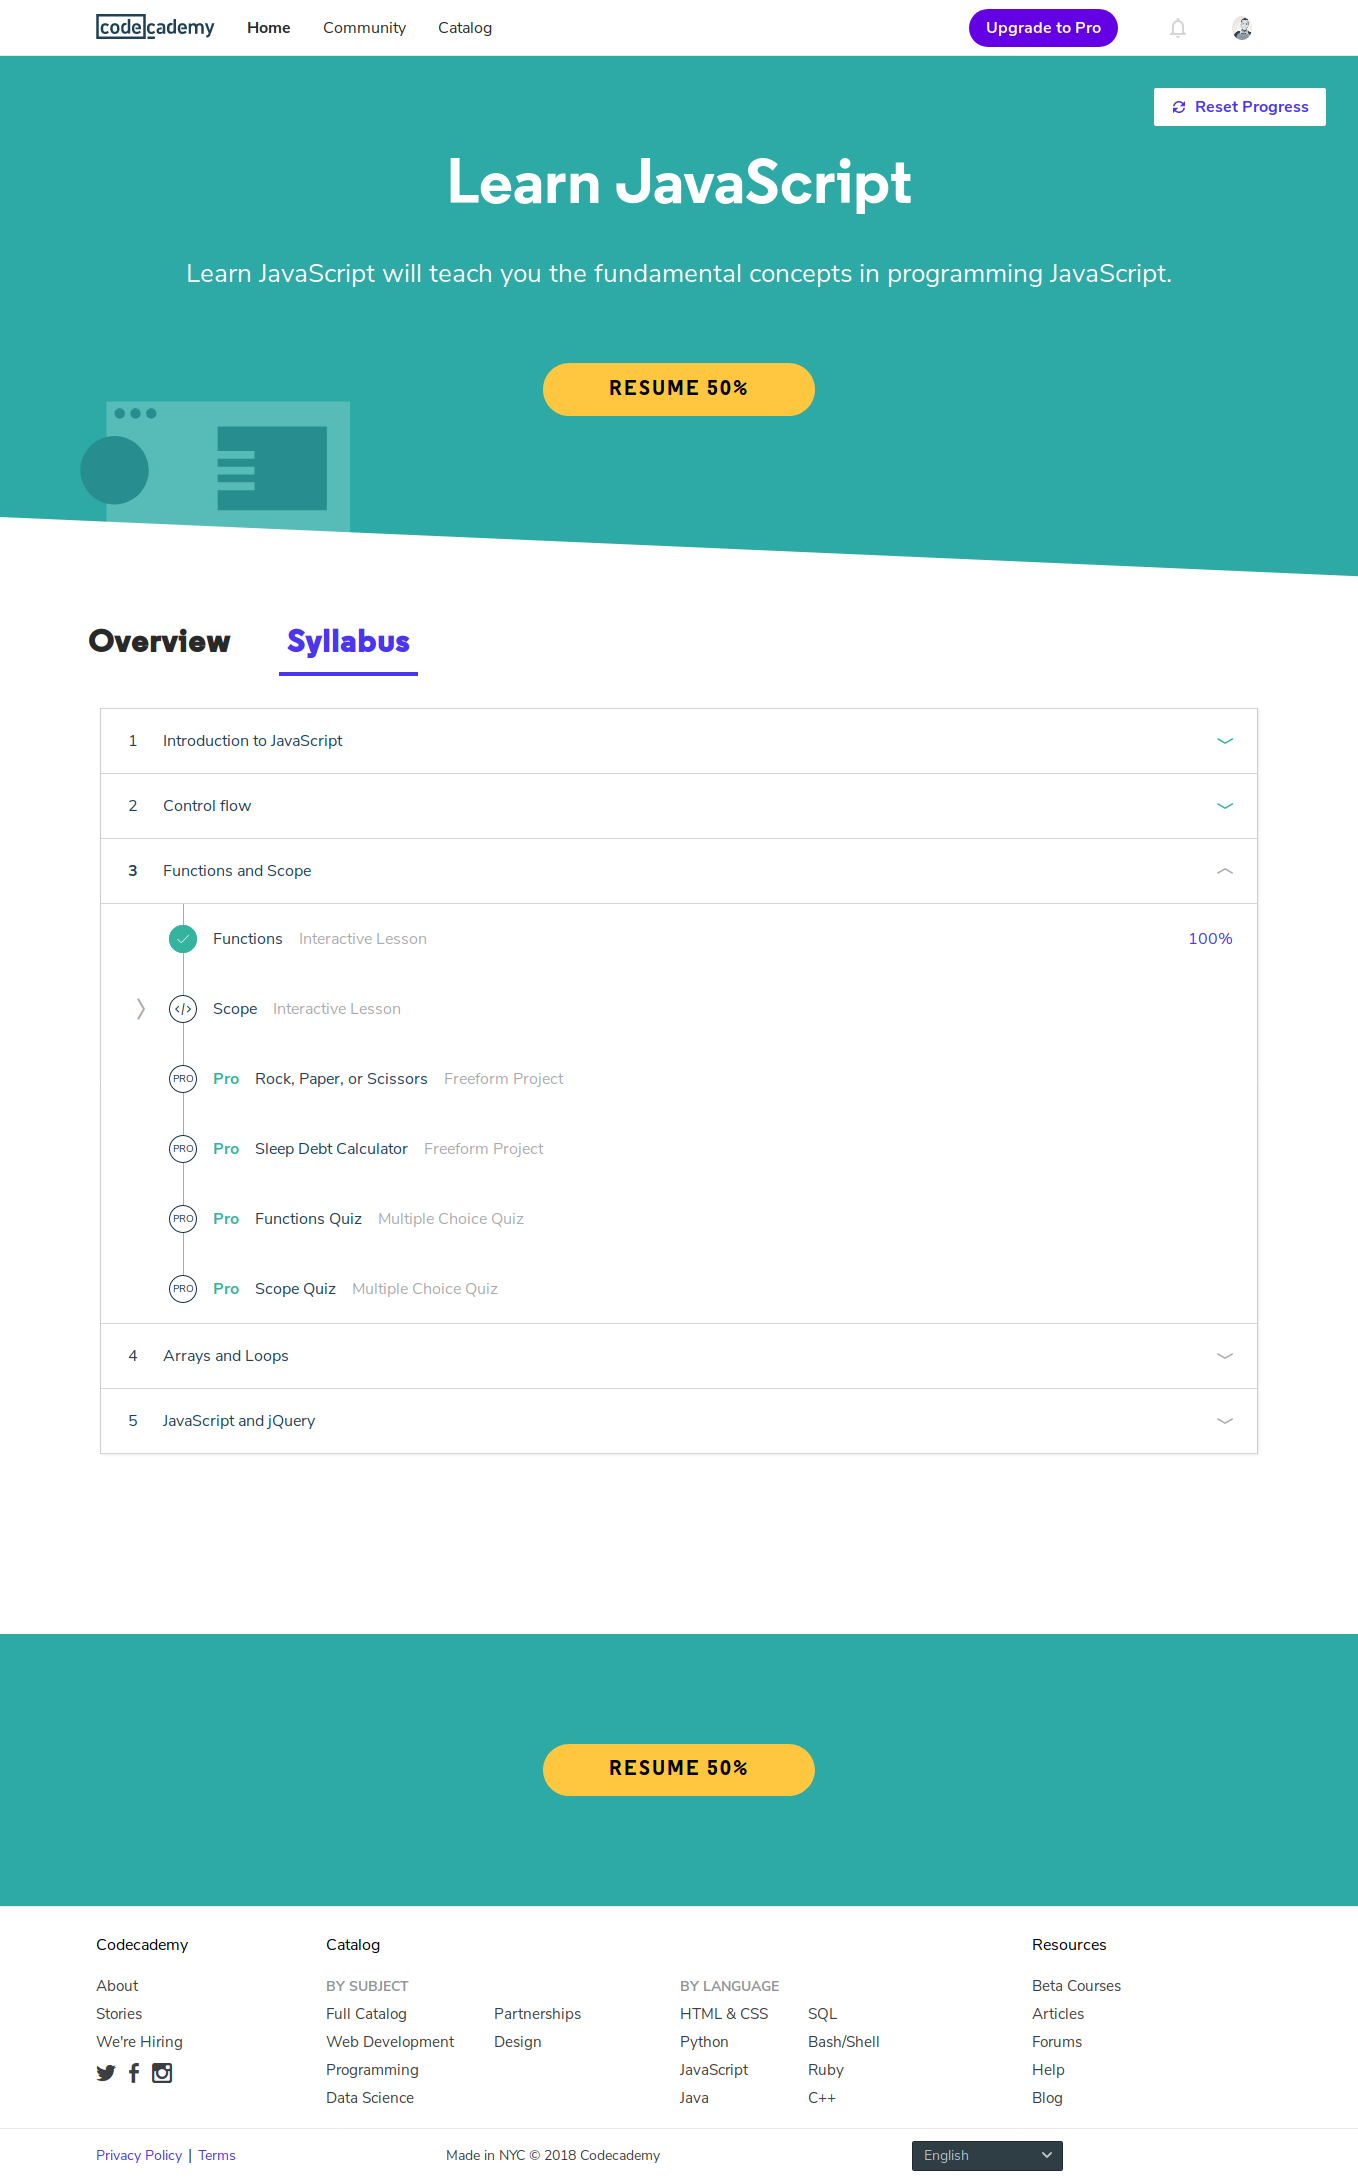 codecademy Home Community Catalog Upgrade to Pro
Reset Progress
Learn JavaScript
Learn JavaScript will teach you the fundamental concepts in programming JavaScript.
RESUME 50%
Overview Syllabus
1 Introduction to JavaScript
2 Control flow
3 Functions and Scope
Functions Interactive Lesson 100%
</> Scope Interactive Lesson
PRO Pro Rock, Paper, or Scissors Freeform Project
PRO Pro Sleep Debt Calculator Freeform Project
PRO Pro Functions Quiz Multiple Choice Quiz
PRO Pro Scope Quiz Multiple Choice Quiz
4 Arrays and Loops
5 JavaScript and jQuery
RESUME 50%
Codecademy Catalog Resources
About BY SUBJECT BY LANGUAGE Beta Courses
Stories Full Catalog Partnerships HTML & CSS SQL Articles
We're Hiring Web Development Design Python Bash/Shell Forums
Programming JavaScript Ruby Help
Data Science Java C++ Blog
Privacy Policy | Terms Made in NYC © 2018 Codecademy English